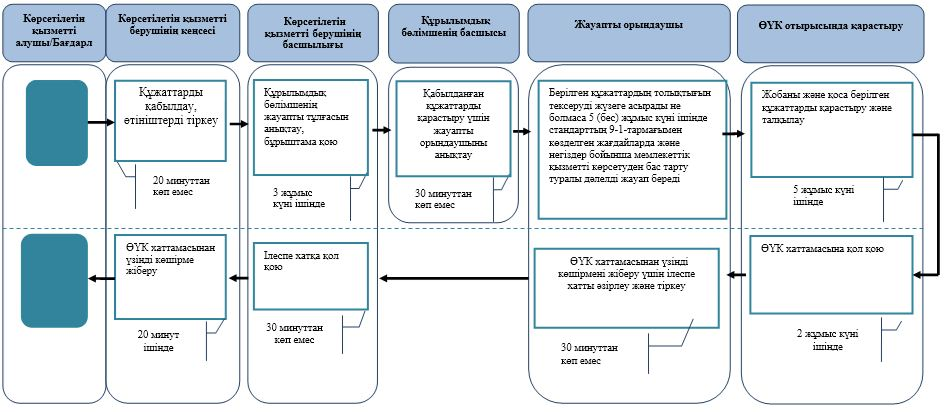 Көрсетілетін
қызметті
алушы/Бағдарл
Көрсетілетін қызметті
берушінің кеңсесі
Көрсетілетін
қызметті берушінің
басшылығы
Құрылымдық
бөлімшенің басшысы
Жауапты орындаушы
ӨҮК отырысында қарастыру
Құжаттарды
қабылдау,
өтініштерді тіркеу
20 минуттан
көп емес
Құрылымдық
бөлімшенің
жауапты тұлғасын
анықтау,
бұрыштама қою
3 жұмыс
күні ішінде
Қабылданған
құжаттарды
қарастыру үшін
жауапты
орындаушыны
анықтау
30 минуттан
көп емес
Берілген құжаттардың толықтығын
тексеруді жүзеге асырады не
болмаса 5 (бес) жұмыс күні ішінде
стандарттың 9-1-тармағымен
көзделген жағдайларда және
негіздер бойынша мемлекеттік
қызметті көрсетуден бас тарту
туралы дәлелді жауап береді
Жобаны және қоса берілген
құжаттарды қарастыру және
талқылау
5 жұмыс күні
ішінде
ӨҮК хаттамасынан
үзінді көшірме
жіберу
20 минут
ішінде
Ілеспе хатқа қол
қою
30 минуттан
көп емес
ӨҮК хаттамасынан үзінді
көшірмені жіберу үшін ілеспе
хатты әзірлеу және тіркеу
30 минуттан
көп емес
ӨҮК хаттамасына қол қою
2 жұмыс күні
ішінде